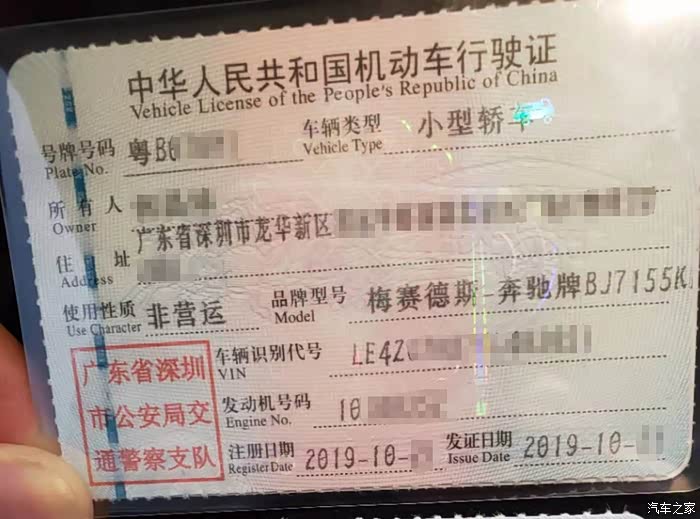 中华人民共和国机动车行驶证
Vehicle License of the People's Republic of China
号牌号码 粤B6 车辆类型 小型轿车
Plate No. Vehicle Type
所有人
Owner
广东省深圳市龙华新区
住址
Address
使用性质 非营运 品牌型号 梅赛德斯-奔驰牌BJ7155K
Use Character Model
广东省深圳
市公安局交
通警察支队
车辆识别代号 LE4Z
VIN
发动机号码 10
Engine No.
注册日期 2019-10- 发证日期 2019-10-
Register Date Issue Date
汽车之家